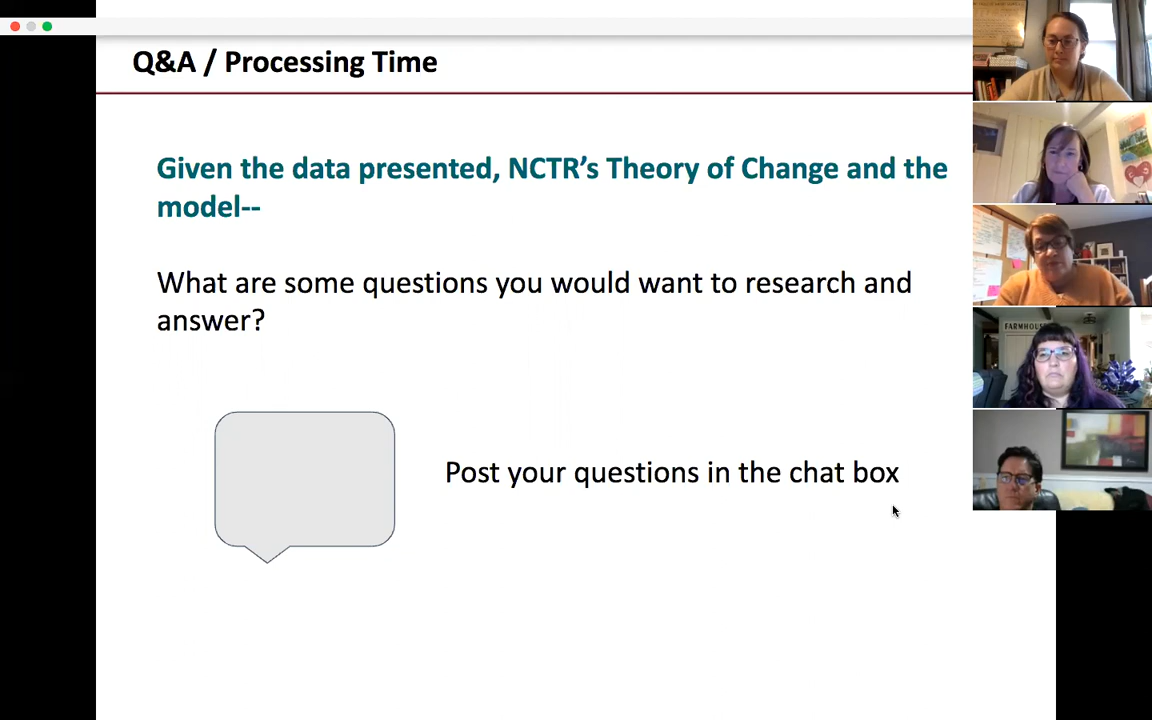 Q&A / Processing Time
Given the data presented, NCTR’s Theory of Change and the
model--
What are some questions you would want to research and
answer?
Post your questions in the chat box
FARMHOUS